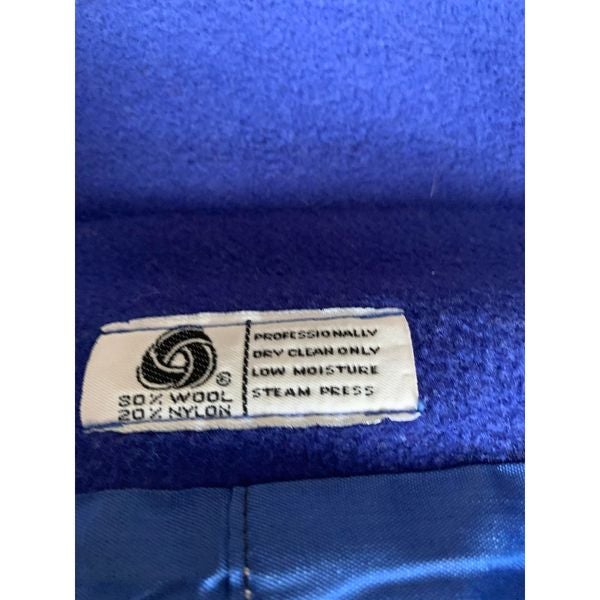 80% WOOL ®
20% NYLON
PROFESSIONALLY
DRY CLEAN ONLY
LOW MOISTURE
STEAM PRESS